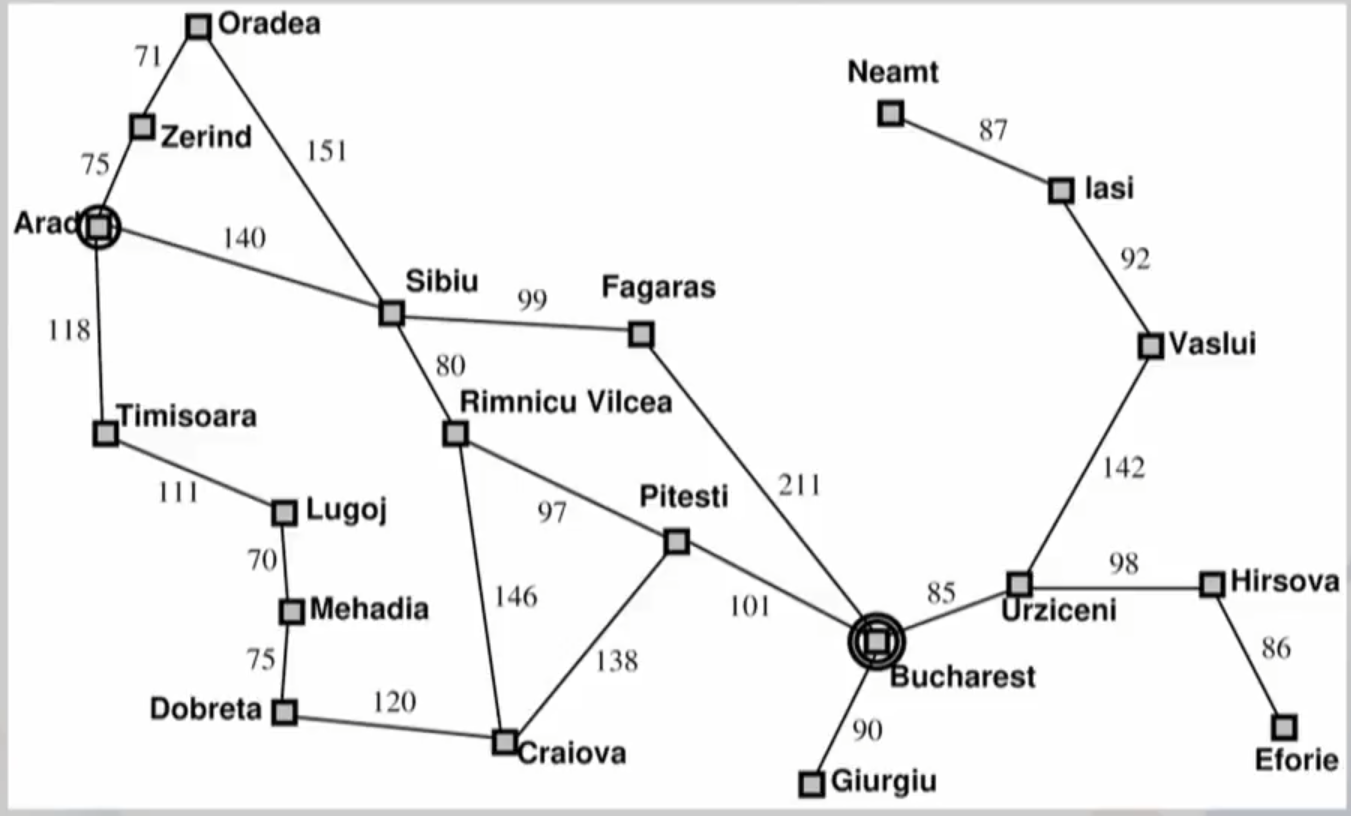 Oradea
71
Neamt
87
Zerind
151
75
Iasi
Arad
140
92
Sibiu
99
Fagaras
118
Vaslui
80
Rimnicu Vilcea
Timisoara
142
211
111
97
Pitesti
Lugoj
70
98
Hirsova
146
101
85
Urziceni
Mehadia
86
75
138
Bucharest
Dobreta
120
90
Craiova
Eforie
Giurgiu